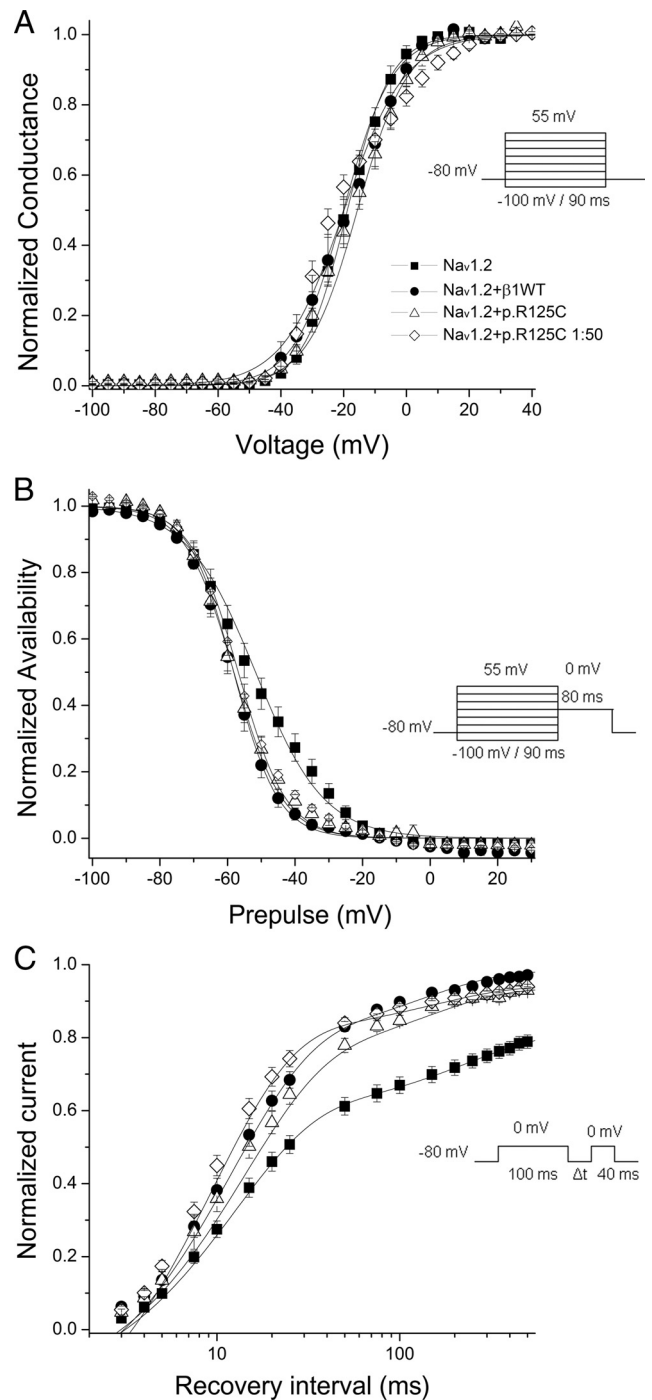 A
1.0
0.8
0.6
0.4
0.2
0.0
Normalized Conductance
55 mV
-80 mV
-100 mV / 90 ms
Naᵥ1.2
Naᵥ1.2+β1WT
Naᵥ1.2+p.R125C
Naᵥ1.2+p.R125C 1:50
-100 -80 -60 -40 -20 0 20 40
Voltage (mV)
B
1.0
0.8
0.6
0.4
0.2
0.0
Normalized Availability
55 mV 0 mV
80 ms
-80 mV
-100 mV / 90 ms
-100 -80 -60 -40 -20 0 20
Prepulse (mV)
C
1.0
0.8
0.6
0.4
0.2
0.0
Normalized current
0 mV 0 mV
-80 mV
100 ms Δt 40 ms
10 100
Recovery interval (ms)